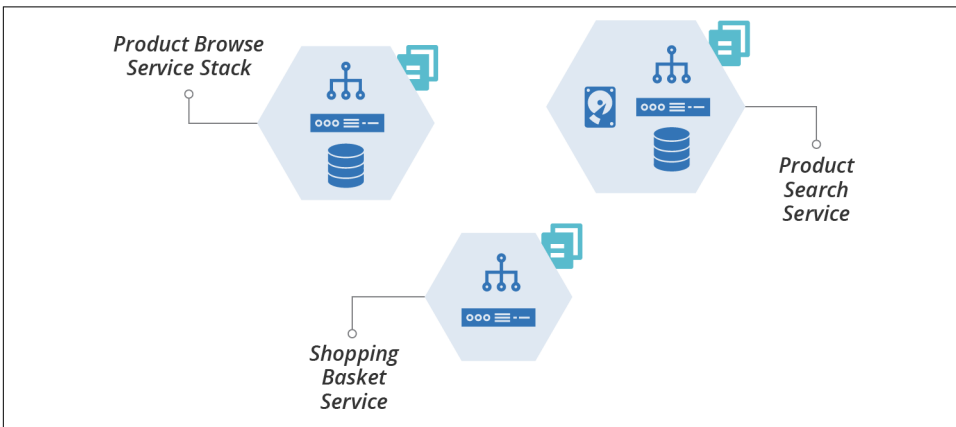 Product Browse
Service Stack
Product
Search
Service
Shopping
Basket
Service